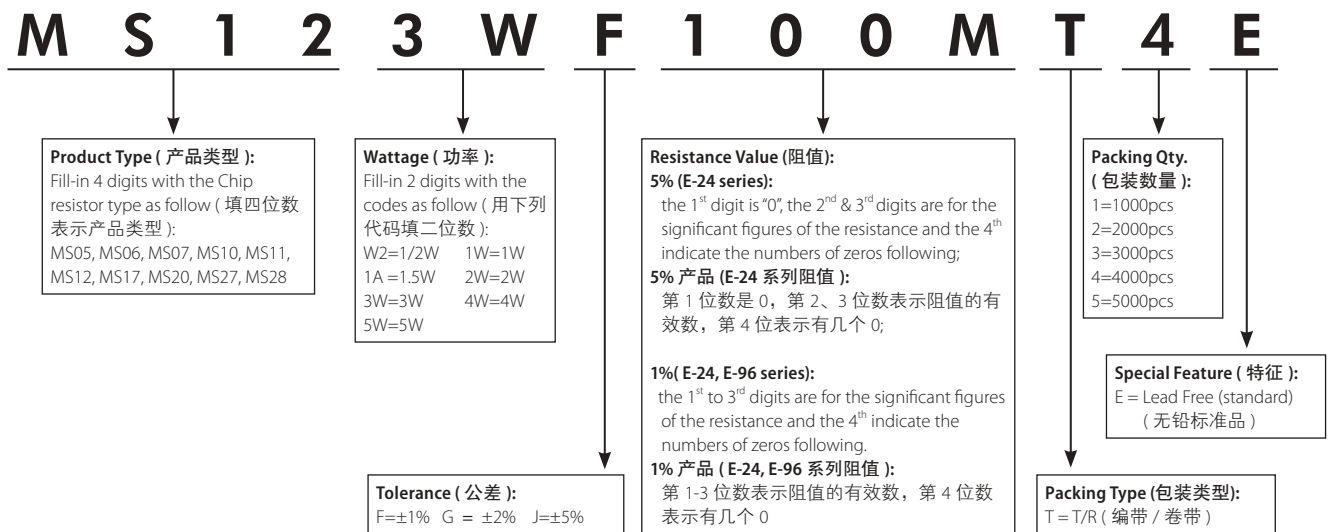 M S 1 2 3 W F 1 0 0 M T 4 E
Product Type ( 产品类型 ):
Fill-in 4 digits with the Chip
resistor type as follow ( 填四位数
表示产品类型 ):
MS05, MS06, MS07, MS10, MS11,
MS12, MS17, MS20, MS27, MS28
Wattage ( 功率 ):
Fill-in 2 digits with the
codes as follow ( 用下列
代码填二位数 ):
W2=1/2W 1W=1W
1A =1.5W 2W=2W
3W=3W 4W=4W
5W=5W
Tolerance ( 公差 ):
F=±1% G = ±2% J=±5%
Resistance Value (阻值):
5% (E-24 series):
the 1st digit is "0", the 2nd & 3rd digits are for the
significant figures of the resistance and the 4th
indicate the numbers of zeros following;
5% 产品 (E-24 系列阻值 ):
第 1 位数是 0，第 2、3 位数表示阻值的有
效数，第 4 位表示有几个 0;
1%( E-24, E-96 series):
the 1st to 3rd digits are for the significant figures
of the resistance and the 4th indicate the
numbers of zeros following.
1% 产品 ( E-24, E-96 系列阻值 ):
第 1-3 位数表示阻值的有效数，第 4 位数
表示有几个 0
Packing Qty.
( 包装数量 ):
1=1000pcs
2=2000pcs
3=3000pcs
4=4000pcs
5=5000pcs
Special Feature ( 特征 ):
E = Lead Free (standard)
( 无铅标准品 )
Packing Type (包装类型):
T = T/R ( 编带 / 卷带 )